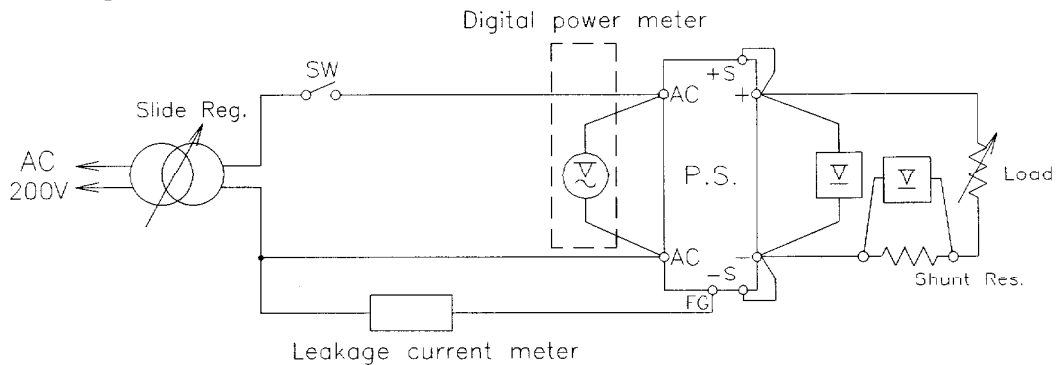 Digital power meter
SW
Slide Reg.
AC
200V
AC
+S
+
P.S.
V
V
V
Load
AC
-S
-
FG
Shunt Res.
Leakage current meter